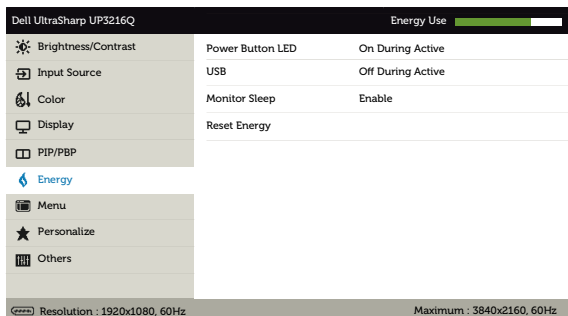 Dell UltraSharp UP3216Q Energy Use
Brightness/Contrast Power Button LED On During Active
Input Source USB Off During Active
Color Monitor Sleep Enable
Display Reset Energy
PIP/PBP
Energy
Menu
Personalize
Others
Resolution : 1920x1080, 60Hz Maximum : 3840x2160, 60Hz